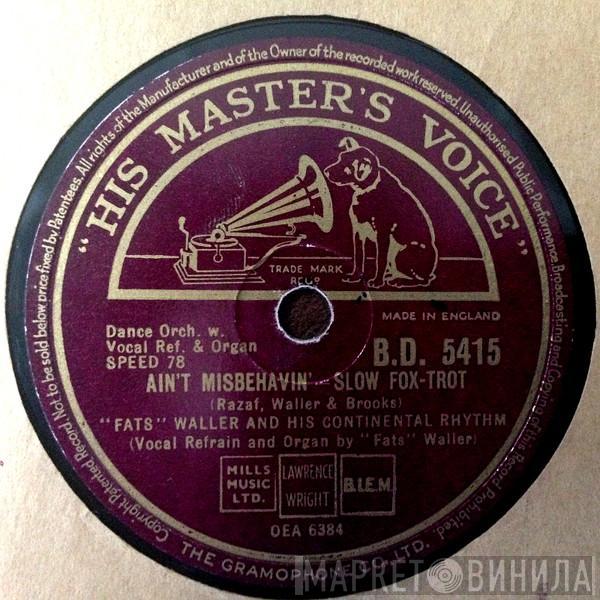 Copyright. Patented Record Not to be sold below price fixed by Patentees. All rights of the Manufacturer and of the Owner of the recorded work reserved. Unauthorised Public Performance, Broadcasting and Copying of this Record Prohibited.
"HIS MASTER'S VOICE"
TRADE MARK
REGD
MADE IN ENGLAND
Dance Orch. w.
Vocal Ref. & Organ
SPEED 78
B.D. 5415
AIN'T MISBEHAVIN' - SLOW FOX-TROT
(Razaf, Waller & Brooks)
"FATS" WALLER AND HIS CONTINENTAL RHYTHM
(Vocal Refrain and Organ by "Fats" Waller)
MILLS MUSIC LTD.
LAWRENCE WRIGHT
B.I.E.M.
OEA 6384
THE GRAMOPHONE CO., LTD.
МАРКЕТ ВИНИЛА